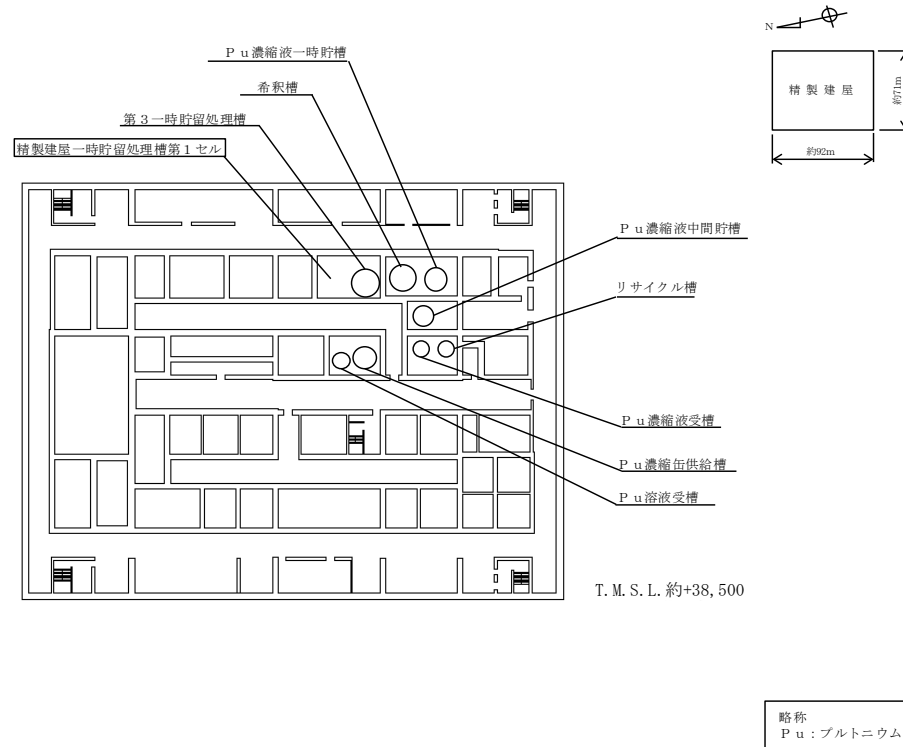 Ｐｕ濃縮液一時貯槽
希釈槽
第３一時貯留処理槽
精製建屋一時貯留処理槽第１セル
N
精製建屋
約71m
約92m
Ｐｕ濃縮液中間貯槽
リサイクル槽
Ｐｕ濃縮液受槽
Ｐｕ濃縮缶供給槽
Ｐｕ溶液受槽
T.M.S.L.約+38,500
略称
Ｐｕ：プルトニウム